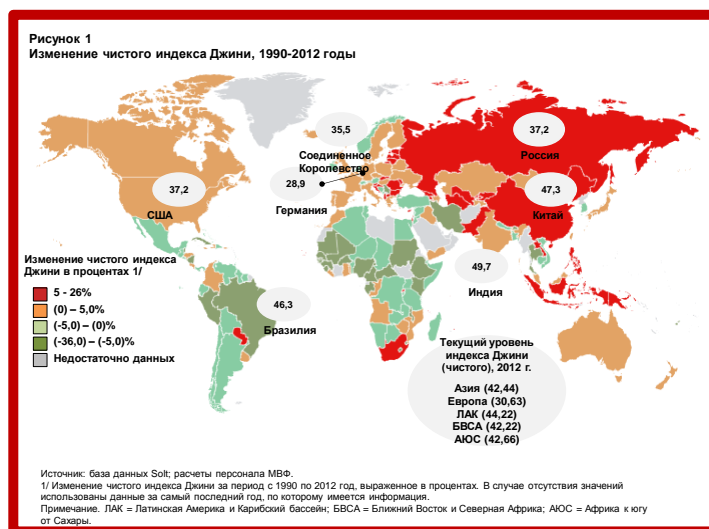 Рисунок 1
Изменение чистого индекса Джини, 1990-2012 годы
35,5
Соединенное
Королевство
37,2
Россия
37,2
США
28,9
Германия
47,3
Китай
49,7
Индия
46,3
Бразилия
Изменение чистого индекса
Джини в процентах 1/
5 - 26%
(0) – 5,0%
(-5,0) – (0)%
(-36,0) – (-5,0)%
Недостаточно данных
Текущий уровень
индекса Джини
(чистого), 2012 г.
Азия (42,44)
Европа (30,63)
ЛАК (44,22)
БВСА (42,22)
АЮС (42,66)
Источник: база данных Solt; расчеты персонала МВФ.
1/ Изменение чистого индекса Джини за период с 1990 по 2012 год, выраженное в процентах. В случае отсутствия значений
использованы данные за самый последний год, по которому имеется информация.
Примечание. ЛАК = Латинская Америка и Карибский бассейн; БВСА = Ближний Восток и Северная Африка; АЮС = Африка к югу
от Сахары.